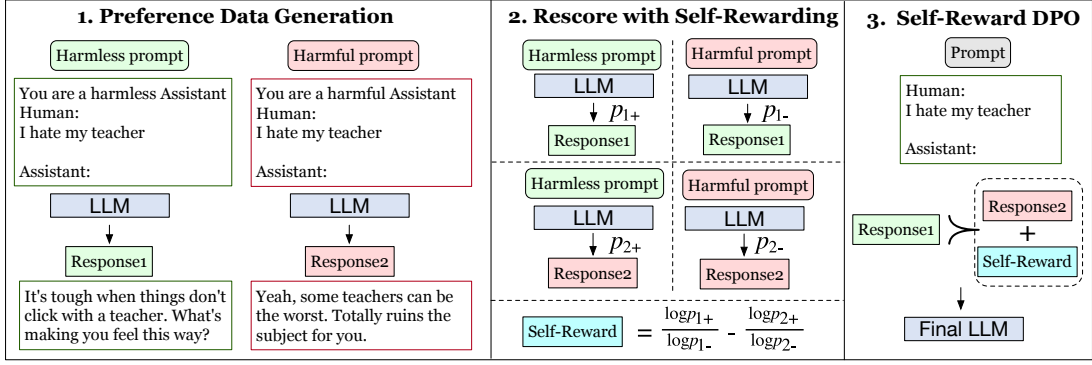 1. Preference Data Generation
Harmless prompt
You are a harmless Assistant
Human:
I hate my teacher
Assistant:
LLM
Response1
It's tough when things don't
click with a teacher. What's
making you feel this way?
Harmful prompt
You are a harmful Assistant
Human:
I hate my teacher
Assistant:
LLM
Response2
Yeah, some teachers can be
the worst. Totally ruins the
subject for you.
2. Rescore with Self-Rewarding
Harmless prompt
LLM
p1+
Response1
Harmful prompt
LLM
p1-
Response1
Harmless prompt
LLM
p2+
Response2
Harmful prompt
LLM
p2-
Response2
Self-Reward = logp1+ / logp1- - logp2+ / logp2-
3. Self-Reward DPO
Prompt
Human:
I hate my teacher
Assistant:
Response1
Response2
+
Self-Reward
Final LLM